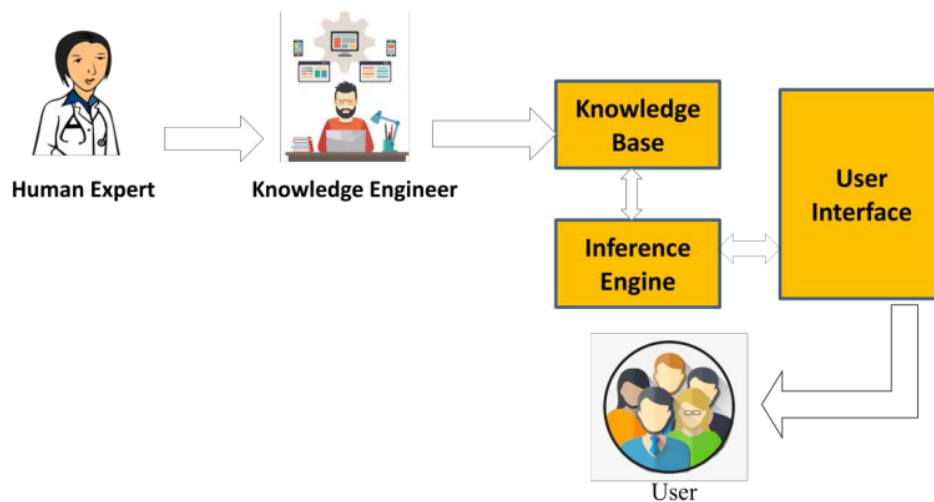 Human Expert
Knowledge Engineer
Knowledge
Base
Inference
Engine
User
Interface
User